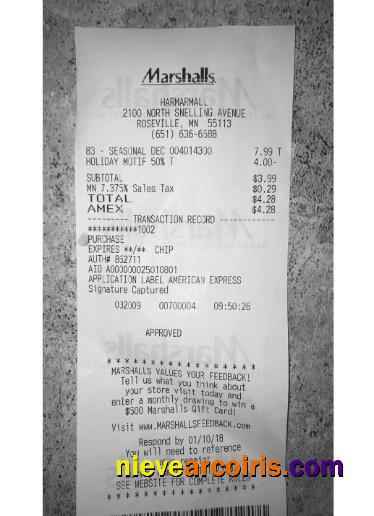 Marshalls.
HARMARMALL
2100 NORTH SNELLING AVENUE
ROSEVILLE, MN 55113
(651) 636-6688
83 - SEASONAL DEC 004014300 7.99 T
HOLIDAY MOTIF 50% T 4.00-
SUBTOTAL $3.99
MN 7.375% Sales Tax $0.29
TOTAL $4.28
AMEX $4.28
---------- TRANSACTION RECORD -----------
***********1002
PURCHASE
EXPIRES **/** CHIP
AUTH# 862711
AID A000000025010801
APPLICATION LABEL AMERICAN EXPRESS
Signature Captured
032009 00700004 09:50:26
APPROVED
* * * * * * * * * * * * * * * * *
MARSHALLS VALUES YOUR FEEDBACK!
Tell us what you think about
your store visit today and
enter a monthly drawing to win a
$500 Marshalls Gift Card!
Visit www.MARSHALLSFEEDBACK.com
Respond by 01/10/18
You will need to reference
nievearcoiris.com
SEE WEBSITE FOR COMPLETE RULES
* * * * * * * * * * * * * * * * *